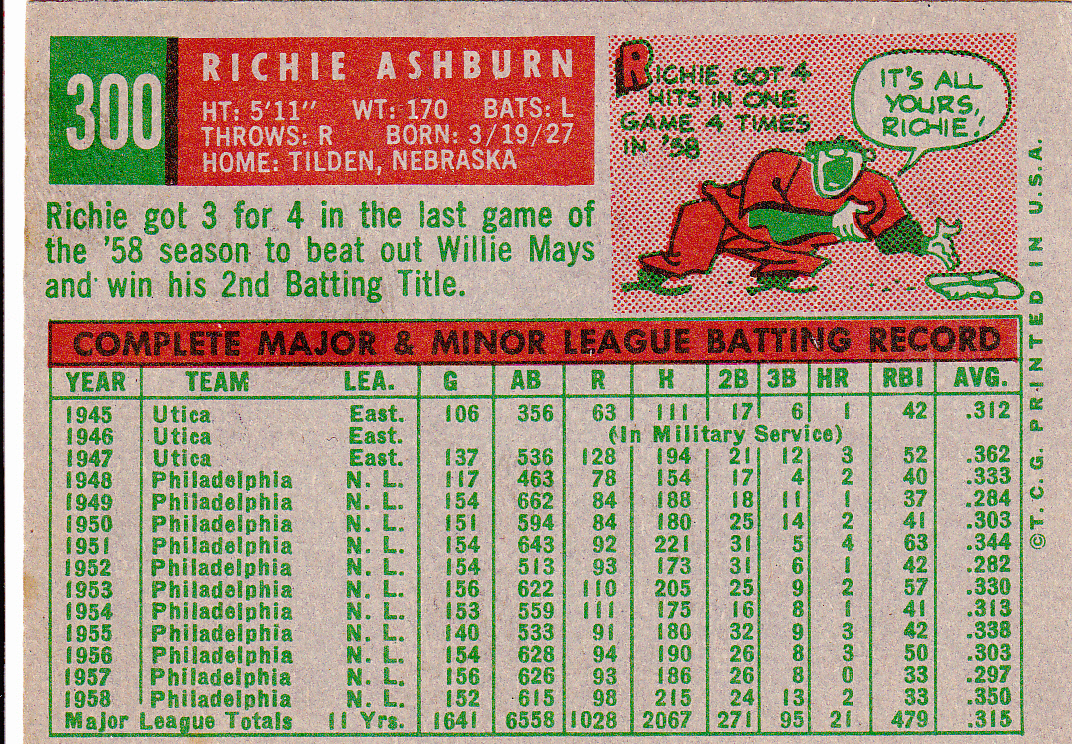 300
RICHIE ASHBURN
HT: 5'11" WT: 170 BATS: L
THROWS: R BORN: 3/19/27
HOME: TILDEN, NEBRASKA
Richie got 3 for 4 in the last game of
the '58 season to beat out Willie Mays
and win his 2nd Batting Title.
RICHIE GOT 4
HITS IN ONE
GAME 4 TIMES
IN '58
IT'S ALL
YOURS,
RICHIE!
COMPLETE MAJOR & MINOR LEAGUE BATTING RECORD
YEAR TEAM LEA. G AB R H 2B 3B HR RBI AVG.
1945 Utica East. 106 356 63 111 17 6 1 42 .312
1946 Utica East. (In Military Service)
1947 Utica East. 137 536 128 194 21 12 3 52 .362
1948 Philadelphia N. L. 117 463 78 154 17 4 2 40 .333
1949 Philadelphia N. L. 154 662 84 188 18 11 1 37 .284
1950 Philadelphia N. L. 151 594 84 180 25 14 2 41 .303
1951 Philadelphia N. L. 154 643 92 221 31 5 4 63 .344
1952 Philadelphia N. L. 154 513 93 173 31 6 1 42 .282
1953 Philadelphia N. L. 156 622 110 205 25 9 2 57 .330
1954 Philadelphia N. L. 153 559 111 175 16 8 1 41 .313
1955 Philadelphia N. L. 140 533 91 180 32 9 3 42 .338
1956 Philadelphia N. L. 154 628 94 190 26 8 3 50 .303
1957 Philadelphia N. L. 156 626 93 186 26 8 0 33 .297
1958 Philadelphia N. L. 152 615 98 215 24 13 2 33 .350
Major League Totals 11 Yrs. 1641 6558 1028 2067 271 95 21 479 .315
©T. C. G. PRINTED IN U.S.A.